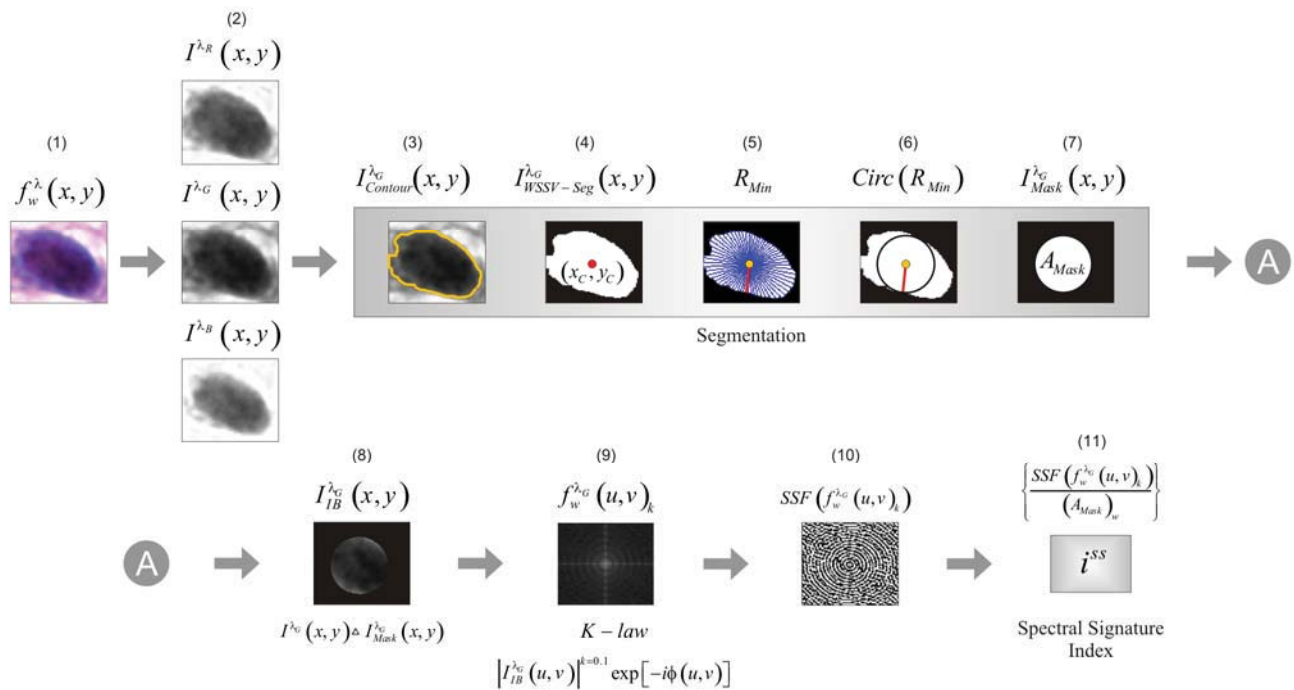 (1)
f_w^λ (x, y)
(2)
I^{λ_R} (x, y)
I^{λ_G} (x, y)
I^{λ_B} (x, y)
(3)
I_{Contour}^{λ_G} (x, y)
(4)
I_{WSSV-Seg}^{λ_G} (x, y)
(x_C, y_C)
(5)
R_{Min}
(6)
Circ (R_{Min})
(7)
I_{Mask}^{λ_G} (x, y)
A_{Mask}
Segmentation
A
A
(8)
I_{IB}^{λ_G} (x, y)
I^{λ_G} (x, y) ▵ I_{Mask}^{λ_G} (x, y)
(9)
f_w^{λ_G} (u, v)_k
K – law
|I_{IB}^{λ_G} (u, v)|^{k=0.1} exp[-iϕ(u, v)]
(10)
SSF (f_w^{λ_G} (u, v)_k)
(11)
{ SSF (f_w^{λ_G} (u, v)_k) / (A_{Mask})_w }
i^{ss}
Spectral Signature
Index